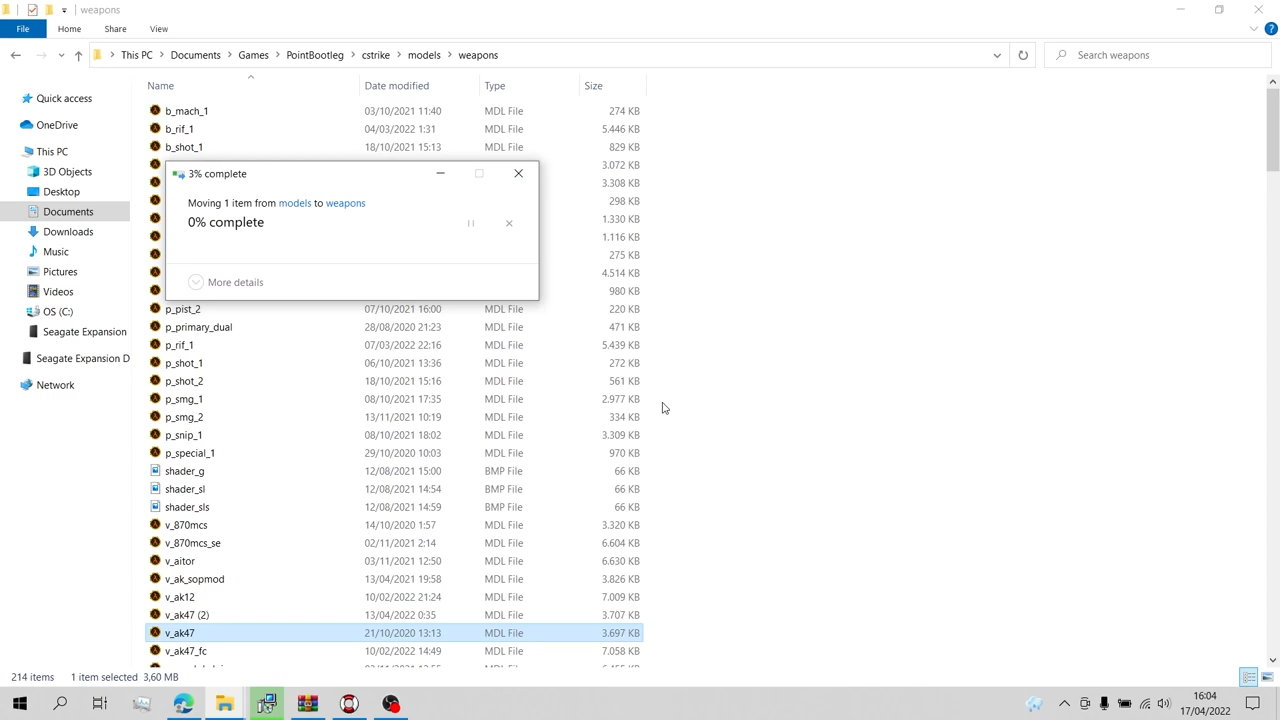 weapons
File Home Share View
This PC Documents Games PointBootleg cstrike models weapons Search weapons
Name Date modified Type Size
Quick access
OneDrive
This PC
3D Objects
Desktop
Documents
Downloads
Music
Pictures
Videos
OS (C:)
Seagate Expansion
Seagate Expansion D
Network
b_mach_1 03/10/2021 11:40 MDL File 274 KB
b_rif_1 04/03/2022 1:31 MDL File 5.446 KB
b_shot_1 18/10/2021 15:13 MDL File 829 KB
3.072 KB
3.308 KB
298 KB
1.330 KB
1.116 KB
275 KB
4.514 KB
980 KB
3% complete
Moving 1 item from models to weapons
0% complete
More details
p_pist_2 07/10/2021 16:00 MDL File 220 KB
p_primary_dual 28/08/2020 21:23 MDL File 471 KB
p_rif_1 07/03/2022 22:16 MDL File 5.439 KB
p_shot_1 06/10/2021 13:36 MDL File 272 KB
p_shot_2 18/10/2021 15:16 MDL File 561 KB
p_smg_1 08/10/2021 17:35 MDL File 2.977 KB
p_smg_2 13/11/2021 10:19 MDL File 334 KB
p_snip_1 08/10/2021 18:02 MDL File 3.309 KB
p_special_1 29/10/2020 10:03 MDL File 970 KB
shader_g 12/08/2021 15:00 BMP File 66 KB
shader_sl 12/08/2021 14:54 BMP File 66 KB
shader_sls 12/08/2021 14:59 BMP File 66 KB
v_870mcs 14/10/2020 1:57 MDL File 3.320 KB
v_870mcs_se 02/11/2021 2:14 MDL File 6.604 KB
v_aitor 03/11/2021 12:50 MDL File 6.630 KB
v_ak_sopmod 13/04/2021 19:58 MDL File 3.826 KB
v_ak12 10/02/2022 21:24 MDL File 7.009 KB
v_ak47 (2) 13/04/2022 0:35 MDL File 3.707 KB
v_ak47 21/10/2020 13:13 MDL File 3.697 KB
v_ak47_fc 10/02/2022 14:49 MDL File 7.058 KB
214 items 1 item selected 3,60 MB
16:04
17/04/2022